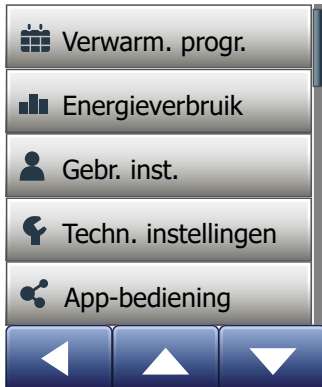 Verwarm. progr.
Energieverbruik
Gebr. inst.
Techn. instellingen
App-bediening